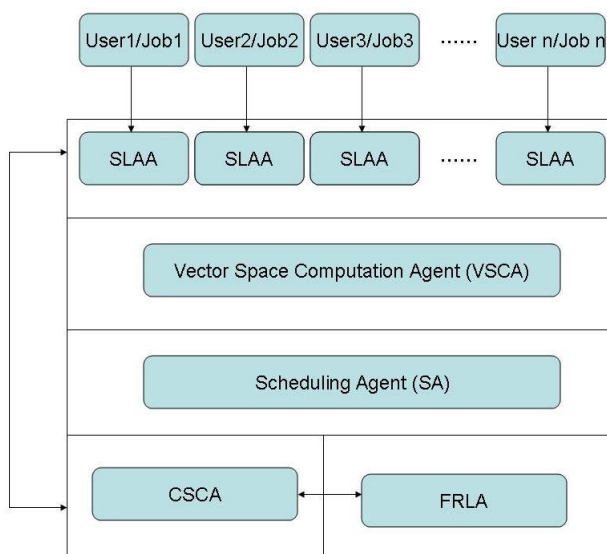 User1/Job1 User2/Job2 User3/Job3 ...... User n/Job n
SLAA SLAA SLAA ...... SLAA
Vector Space Computation Agent (VSCA)
Scheduling Agent (SA)
CSCA FRLA